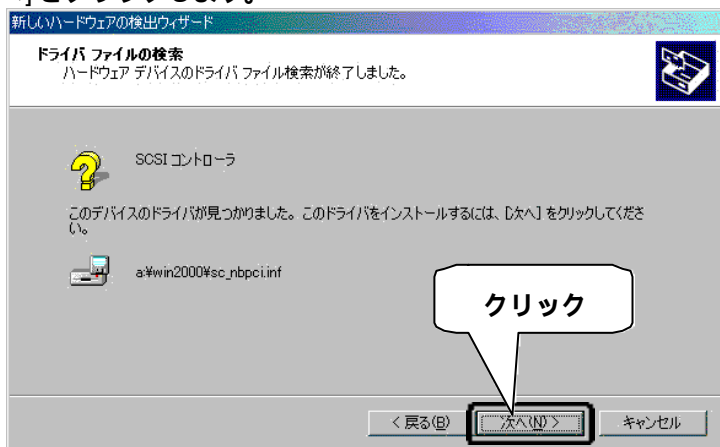 ]をクリックします。
新しいハードウェアの検出ウィザード
ドライバ ファイルの検索
ハードウェア デバイスのドライバ ファイル検索が終了しました。
SCSI コントローラ
このデバイスのドライバが見つかりました。このドライバをインストールするには、[次へ] をクリックしてくださ
い。
a:¥win2000¥sc_nbpci.inf
クリック
< 戻る(B)
次へ(N) >
キャンセル